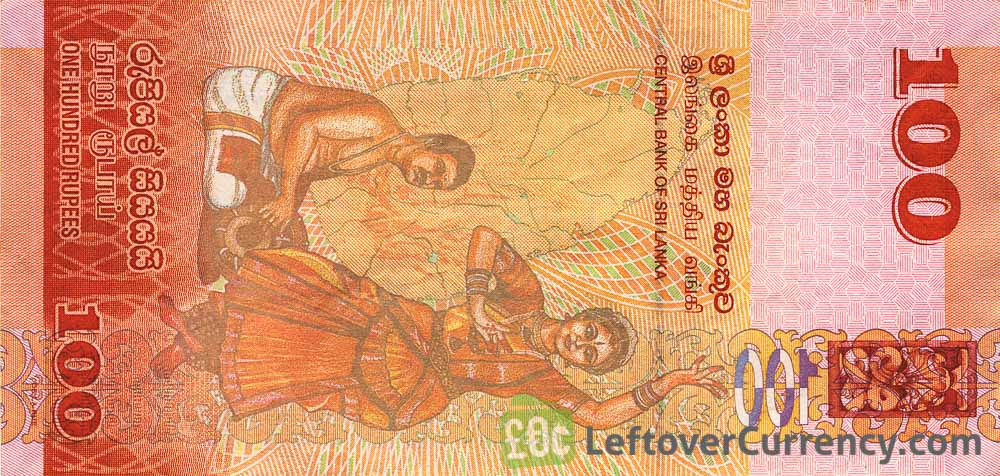 100
ශ්‍රී ලංකා මහ බැංකුව
இலங்கை மத்திய வங்கி
CENTRAL BANK OF SRI LANKA
100
රුපියල් සියයයි
நூறு ரூபாய்
ONE HUNDRED RUPEES
100
LeftoverCurrency.com